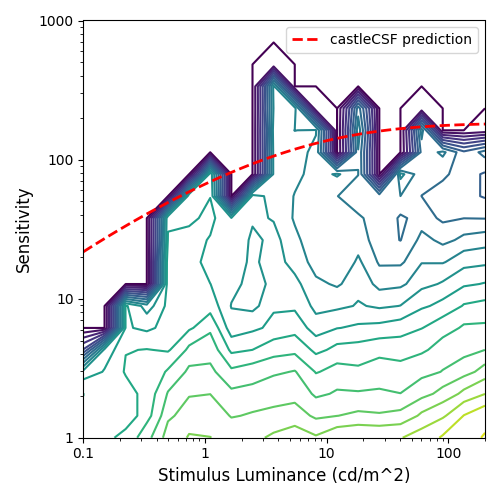 1000
castleCSF prediction
100
Sensitivity
10
1
0.1 1 10 100
Stimulus Luminance (cd/m^2)